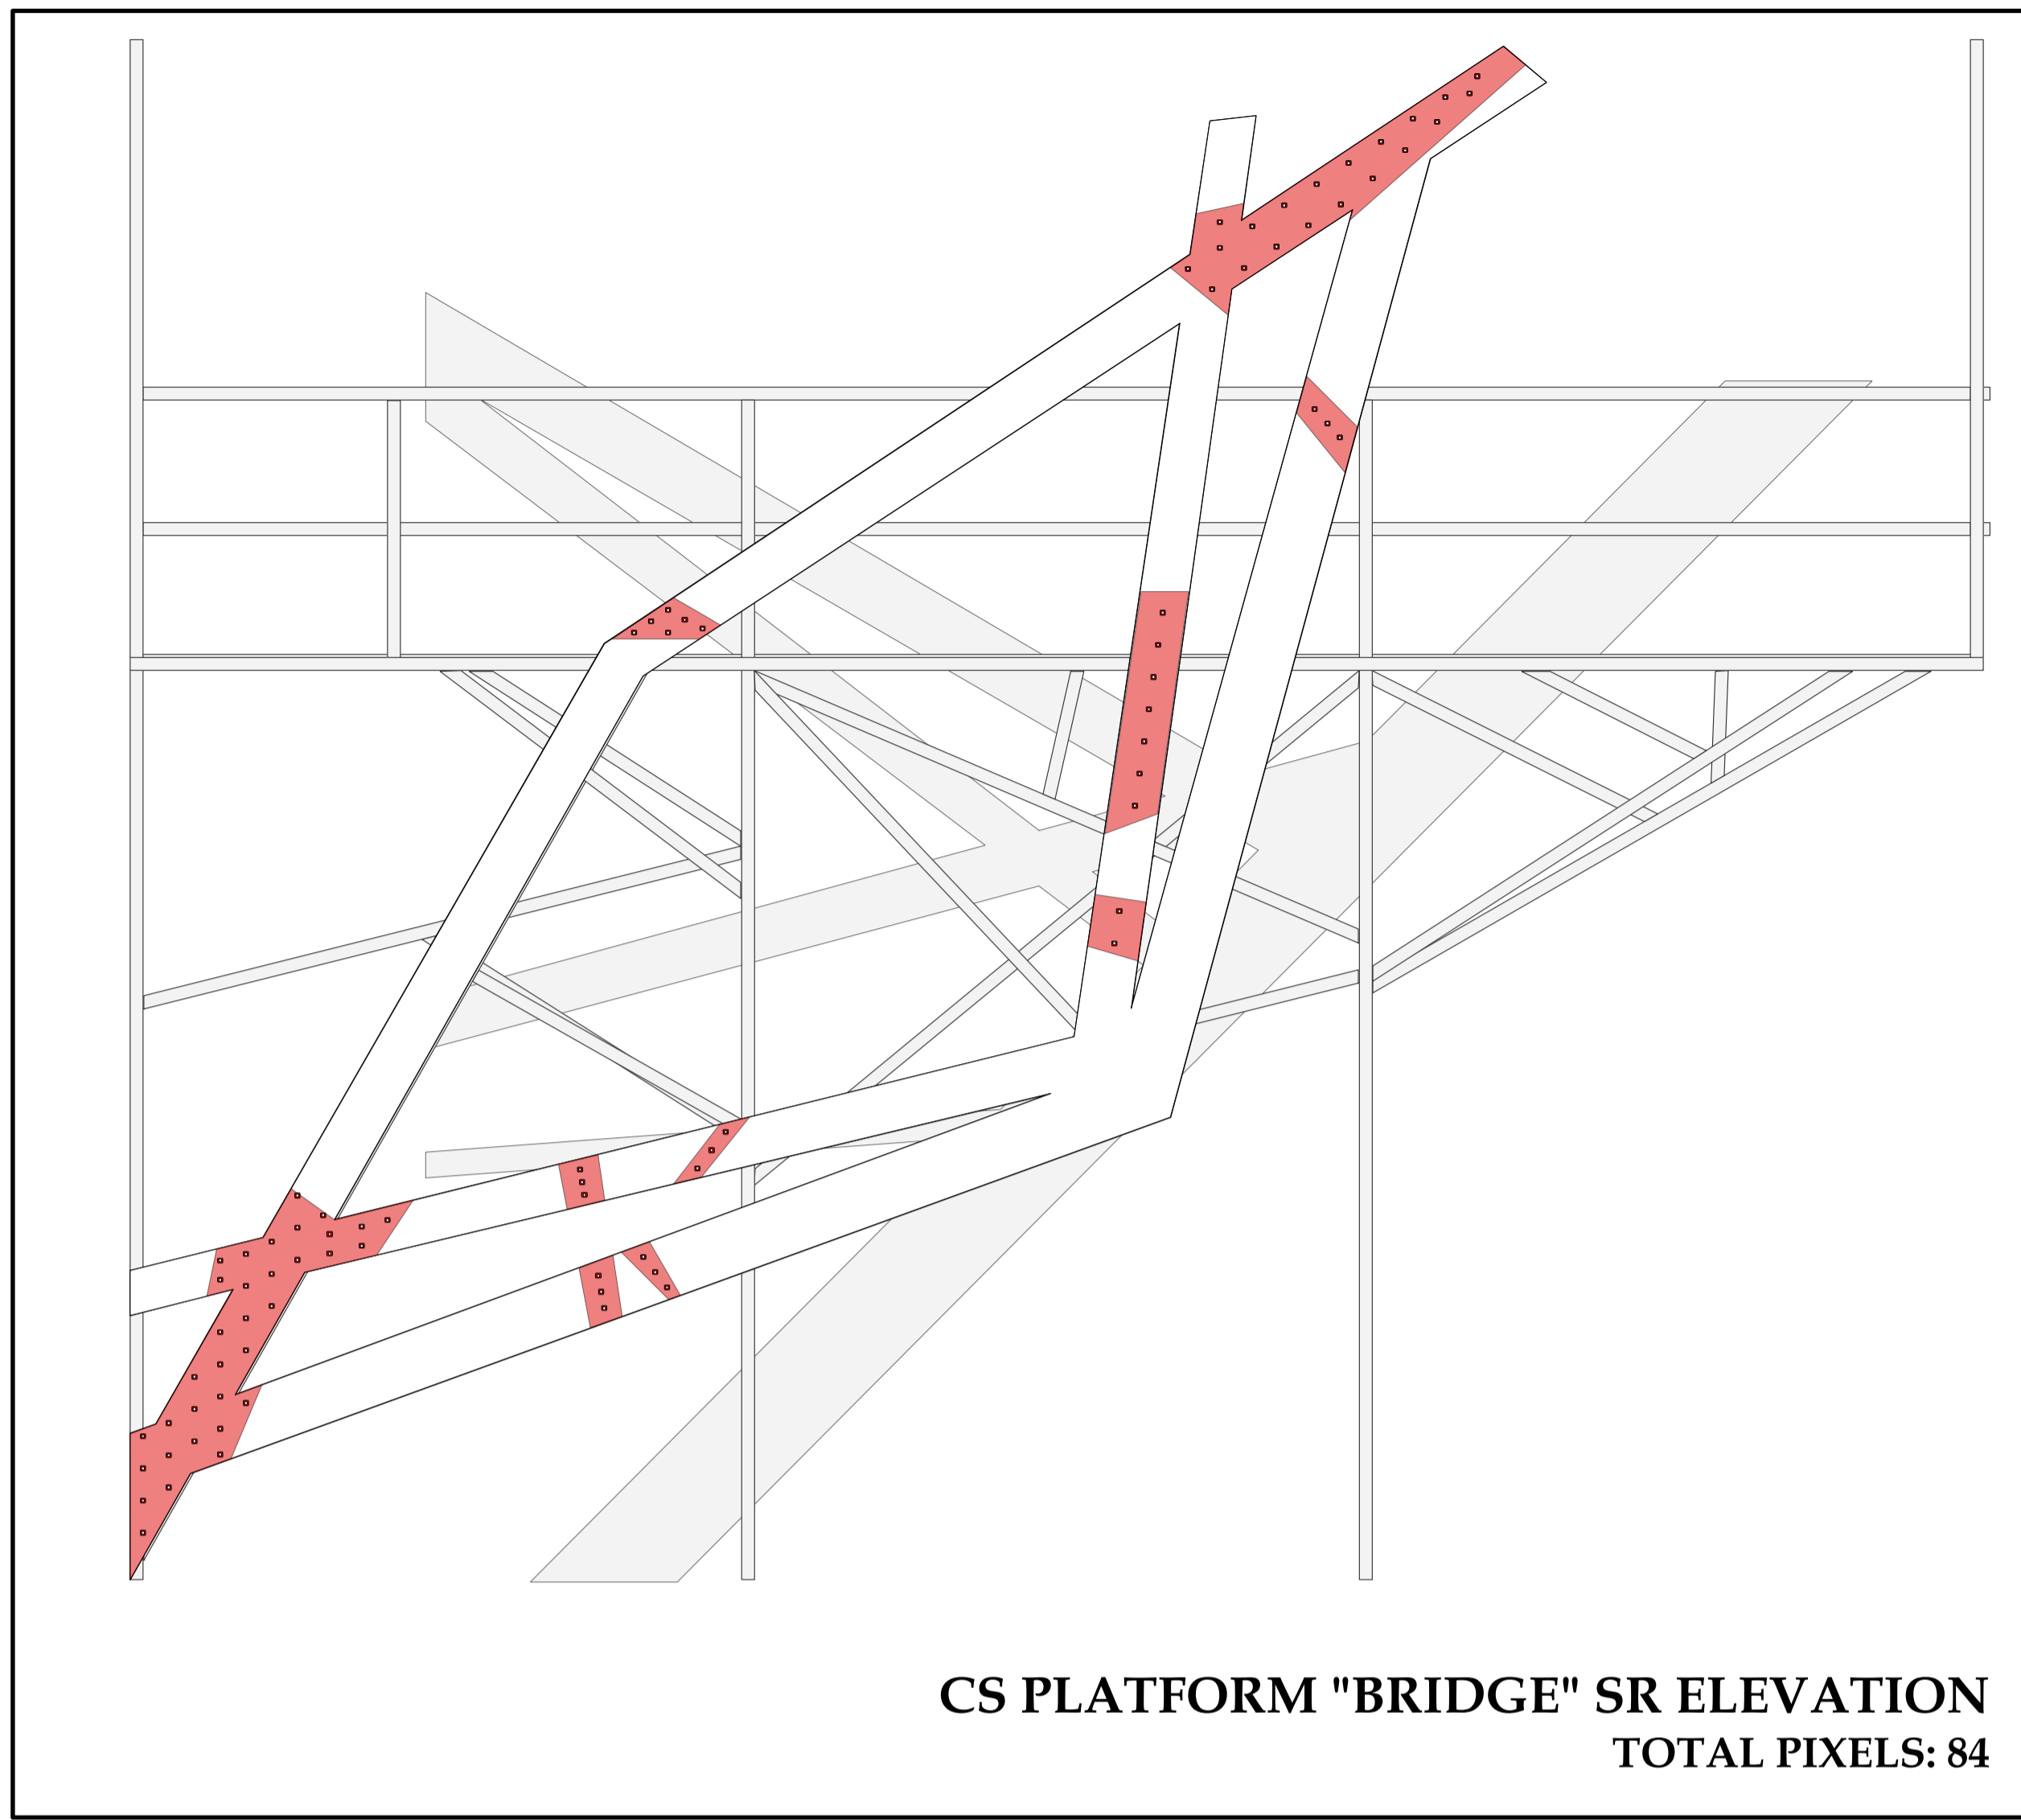 CS PLATFORM "BRIDGE" SR ELEVATION
TOTAL PIXELS: 84